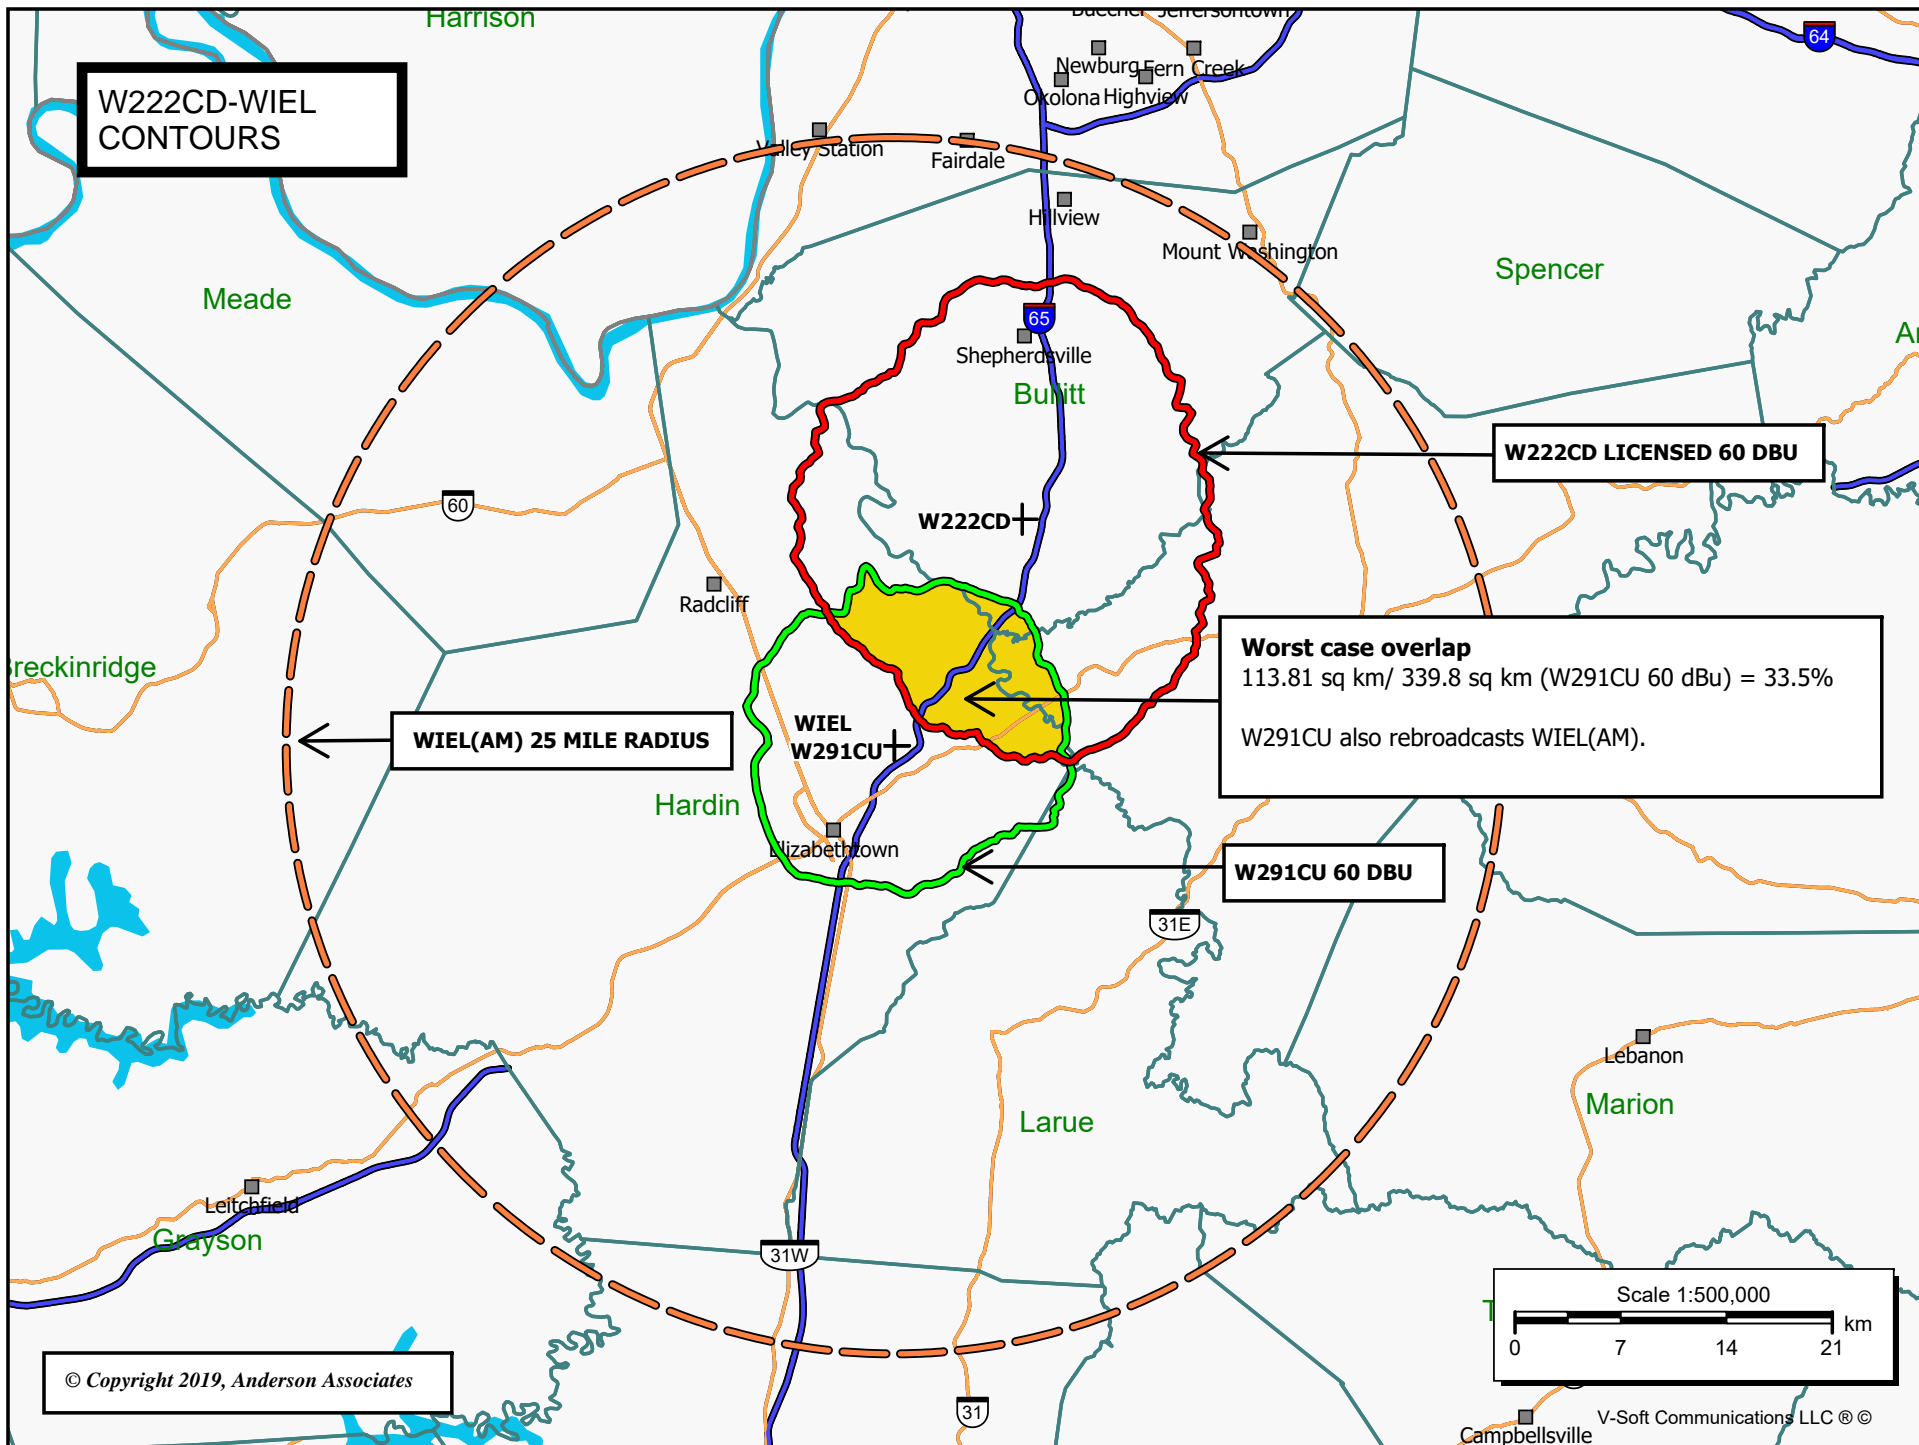 Harrison
Buechel Jeffersontown
64
Newburg Fern Creek
Okolona Highview
W222CD-WIEL
CONTOURS
Valley Station
Fairdale
Hillview
Mount Washington
Spencer
Meade
65
Shepherdsville
Bullitt
W222CD LICENSED 60 DBU
60
W222CD
Radcliff
Worst case overlap
113.81 sq km/ 339.8 sq km (W291CU 60 dBu) = 33.5%
W291CU also rebroadcasts WIEL(AM).
Breckinridge
WIEL
W291CU
WIEL(AM) 25 MILE RADIUS
Hardin
Elizabethtown
W291CU 60 DBU
31E
Lebanon
Marion
Larue
Leitchfield
Grayson
31W
Scale 1:500,000
km
0 7 14 21
© Copyright 2019, Anderson Associates
31
V-Soft Communications LLC ® ©
Campbellsville